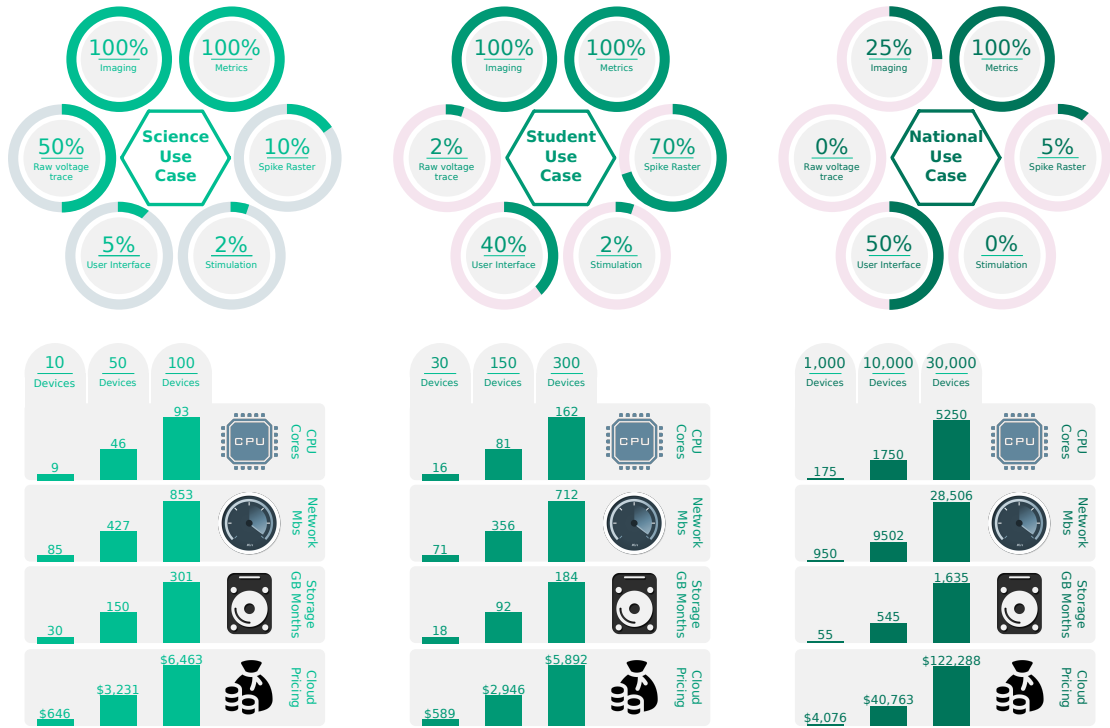 100%
Imaging
100%
Metrics
50%
Raw voltage
trace
Science
Use
Case
10%
Spike Raster
5%
User Interface
2%
Stimulation
100%
Imaging
100%
Metrics
2%
Raw voltage
trace
Student
Use
Case
70%
Spike Raster
40%
User Interface
2%
Stimulation
25%
Imaging
100%
Metrics
0%
Raw voltage
trace
National
Use
Case
5%
Spike Raster
50%
User Interface
0%
Stimulation
10
Devices
50
Devices
100
Devices
9
46
93
CPU
CPU
Cores
85
427
853
Network
Mbs
30
150
301
Storage
GB Months
$646
$3,231
$6,463
Cloud
Pricing
30
Devices
150
Devices
300
Devices
16
81
162
CPU
CPU
Cores
71
356
712
Network
Mbs
18
92
184
Storage
GB Months
$589
$2,946
$5,892
Cloud
Pricing
1,000
Devices
10,000
Devices
30,000
Devices
175
1750
5250
CPU
CPU
Cores
950
9502
28,506
Network
Mbs
55
545
1,635
Storage
GB Months
$4,076
$40,763
$122,288
Cloud
Pricing